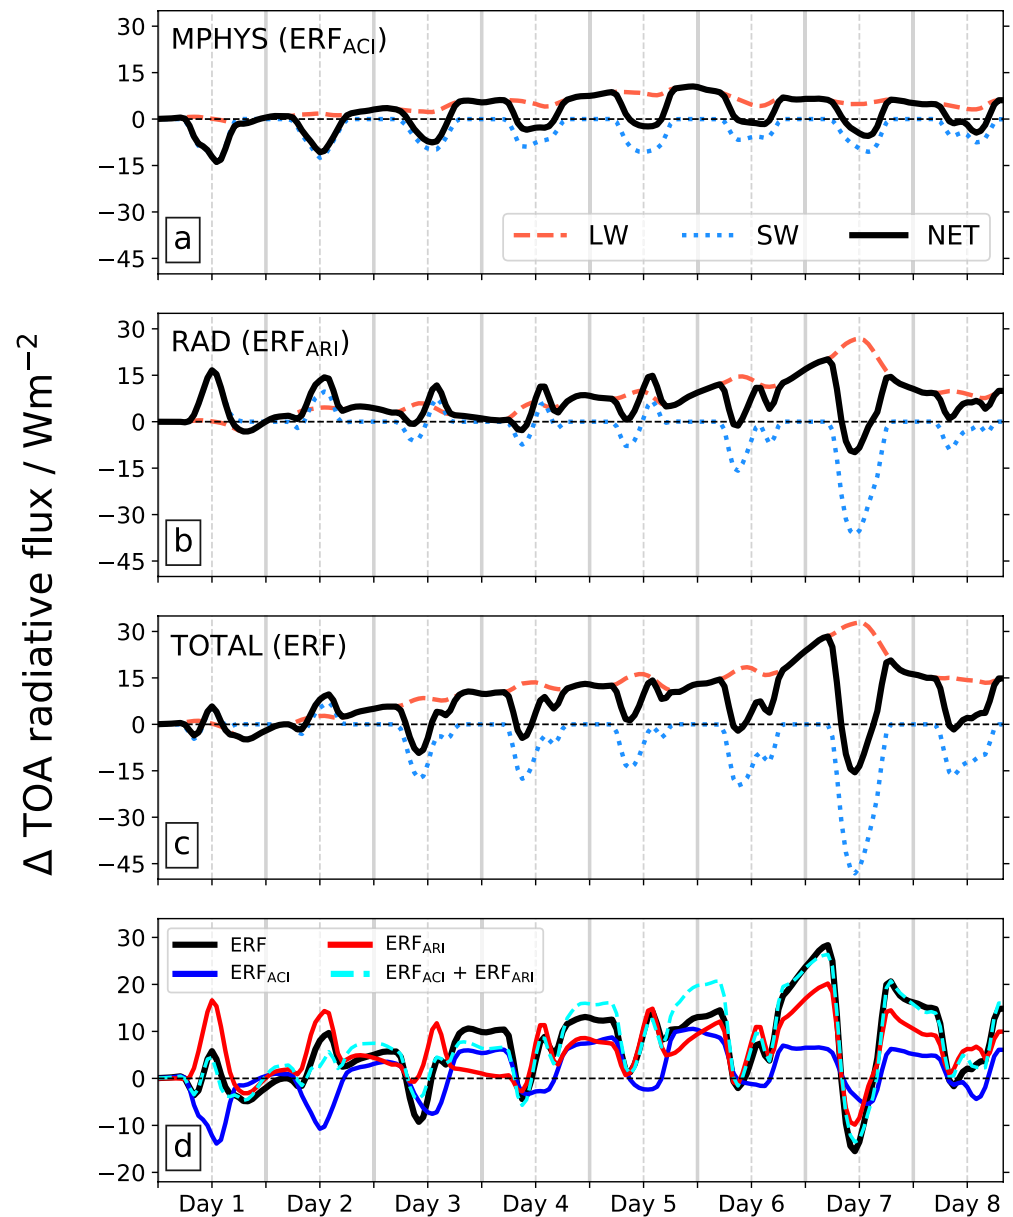 Δ TOA radiative flux / Wm⁻²
MPHYS (ERF_ACI)
30
15
0
−15
−30
−45
a
LW SW NET
RAD (ERF_ARI)
30
15
0
−15
−30
−45
b
TOTAL (ERF)
30
15
0
−15
−30
−45
c
ERF ERF_ARI
ERF_ACI ERF_ACI + ERF_ARI
30
20
10
0
−10
−20
d
Day 1 Day 2 Day 3 Day 4 Day 5 Day 6 Day 7 Day 8